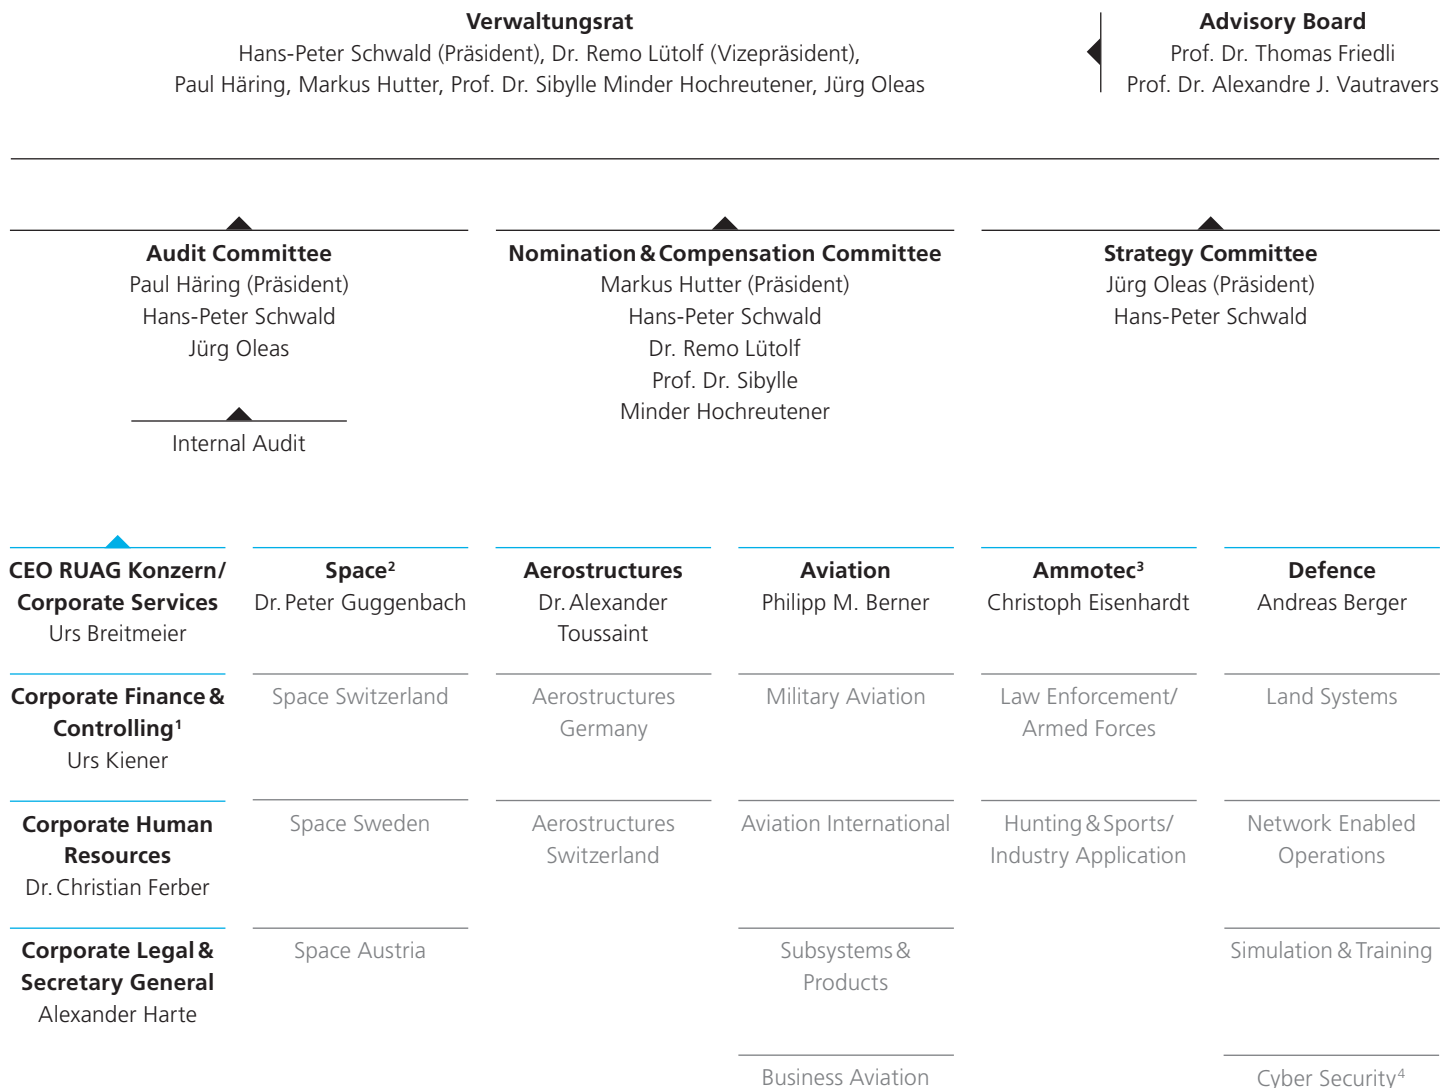 Verwaltungsrat
Hans-Peter Schwald (Präsident), Dr. Remo Lütolf (Vizepräsident),
Paul Häring, Markus Hutter, Prof. Dr. Sibylle Minder Hochreutener, Jürg Oleas
Advisory Board
Prof. Dr. Thomas Friedli
Prof. Dr. Alexandre J. Vautravers
Audit Committee
Paul Häring (Präsident)
Hans-Peter Schwald
Jürg Oleas
Internal Audit
Nomination & Compensation Committee
Markus Hutter (Präsident)
Hans-Peter Schwald
Dr. Remo Lütolf
Prof. Dr. Sibylle
Minder Hochreutener
Strategy Committee
Jürg Oleas (Präsident)
Hans-Peter Schwald
CEO RUAG Konzern/
Corporate Services
Urs Breitmeier
Corporate Finance &
Controlling¹
Urs Kiener
Corporate Human
Resources
Dr. Christian Ferber
Corporate Legal &
Secretary General
Alexander Harte
Space²
Dr. Peter Guggenbach
Space Switzerland
Space Sweden
Space Austria
Aerostructures
Dr. Alexander
Toussaint
Aerostructures
Germany
Aerostructures
Switzerland
Aviation
Philipp M. Berner
Military Aviation
Aviation International
Subsystems &
Products
Business Aviation
Ammotec³
Christoph Eisenhardt
Law Enforcement/
Armed Forces
Hunting & Sports/
Industry Application
Defence
Andreas Berger
Land Systems
Network Enabled
Operations
Simulation & Training
Cyber Security⁴